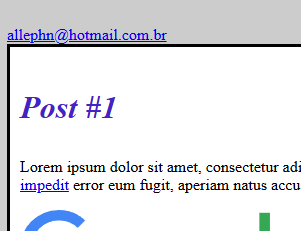 allephn@hotmail.com.br
Post #1
Lorem ipsum dolor sit amet, consectetur adi
impedit error eum fugit, aperiam natus accu